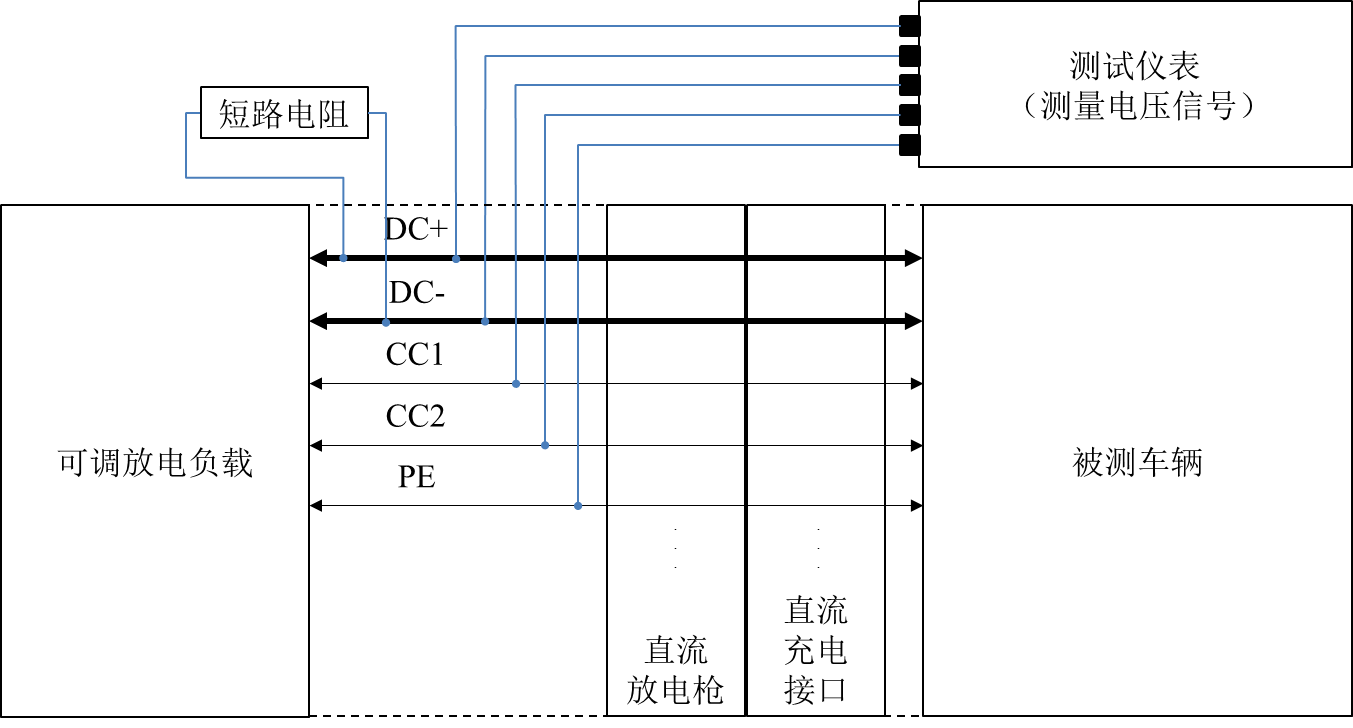 测试仪表
（测量电压信号）
短路电阻
DC+
DC-
CC1
CC2
PE
可调放电负载
被测车辆
直流
放电枪
直流
充电
接口